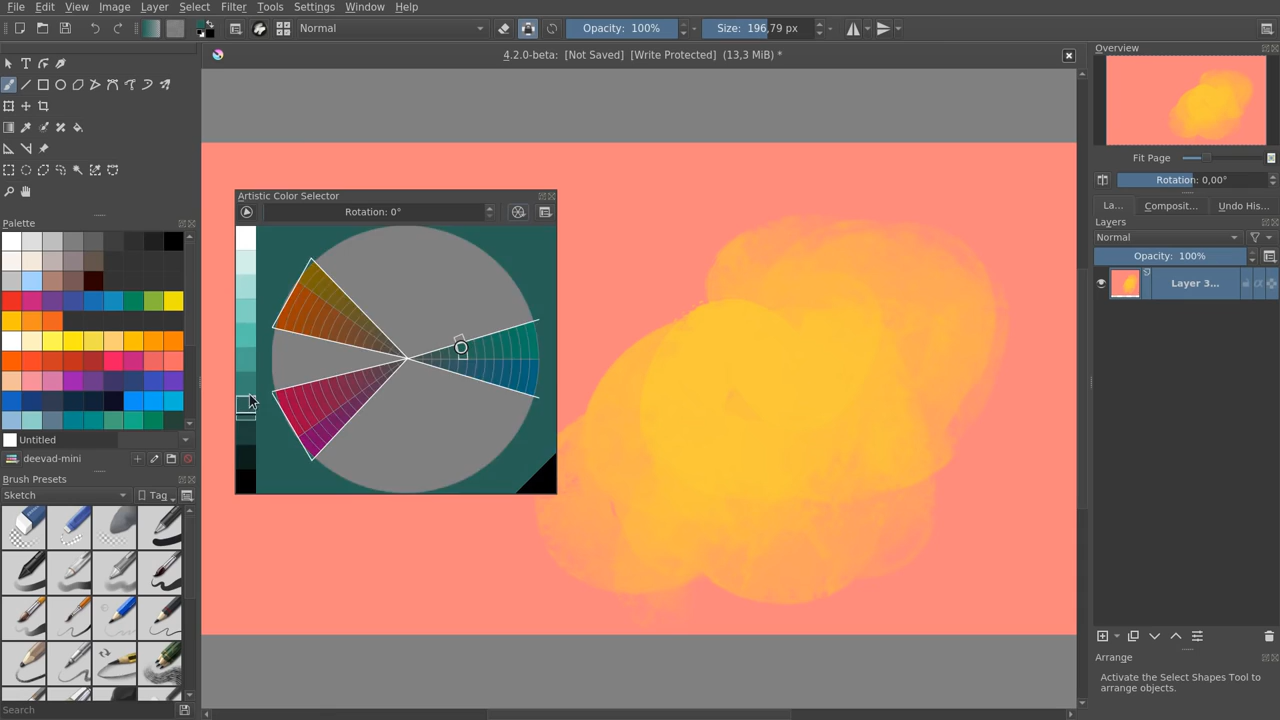 File Edit View Image Layer Select Filter Tools Settings Window Help
Normal
Opacity: 100%
Size: 196,79 px
4.2.0-beta: [Not Saved] [Write Protected] (13,3 MiB) *
Overview
Fit Page
Rotation: 0,00°
La... Composit... Undo His...
Layers
Normal
Opacity: 100%
Layer 3...
Artistic Color Selector
Rotation: 0°
Palette
Untitled
deevad-mini
Brush Presets
Sketch
Tag
Search
Arrange
Activate the Select Shapes Tool to
arrange objects.